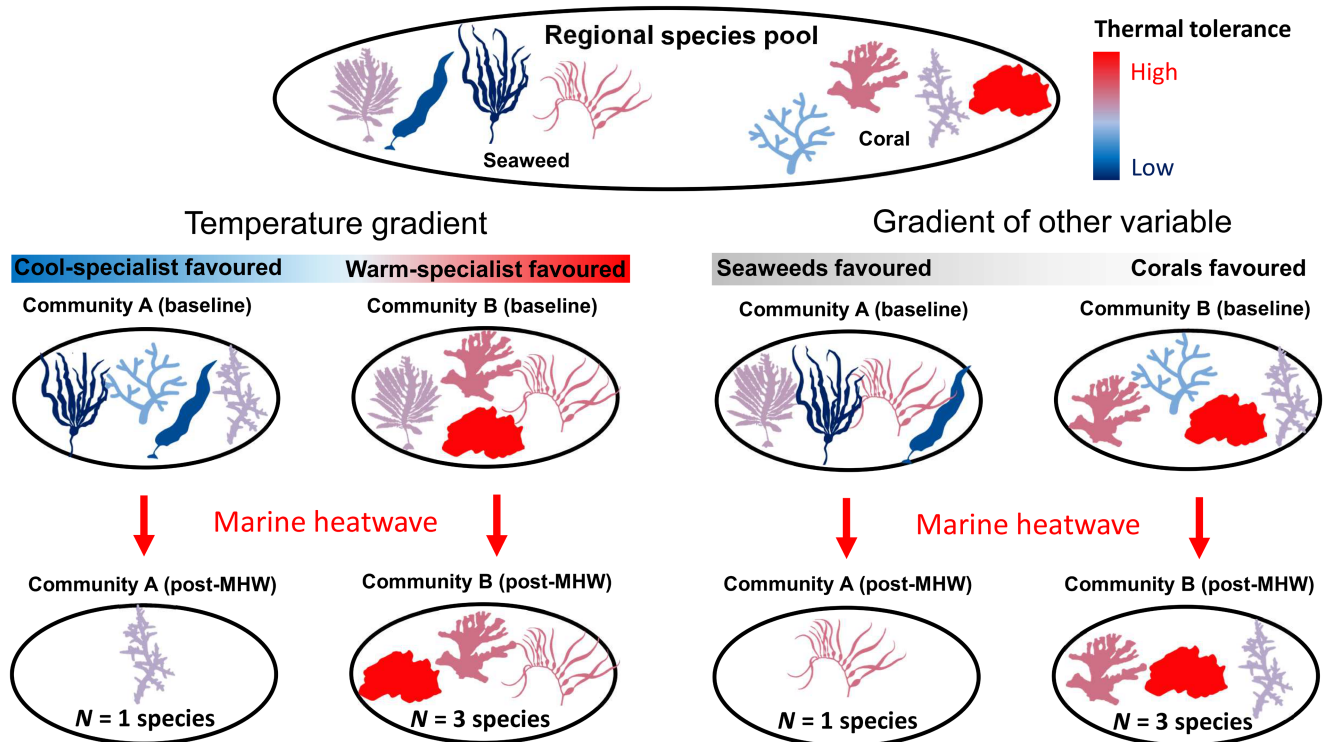 Regional species pool
Seaweed
Coral
Thermal tolerance
High
Low
Temperature gradient
Cool-specialist favoured
Warm-specialist favoured
Community A (baseline)
Community B (baseline)
Marine heatwave
Community A (post-MHW)
Community B (post-MHW)
N = 1 species
N = 3 species
Gradient of other variable
Seaweeds favoured
Corals favoured
Community A (baseline)
Community B (baseline)
Marine heatwave
Community A (post-MHW)
Community B (post-MHW)
N = 1 species
N = 3 species